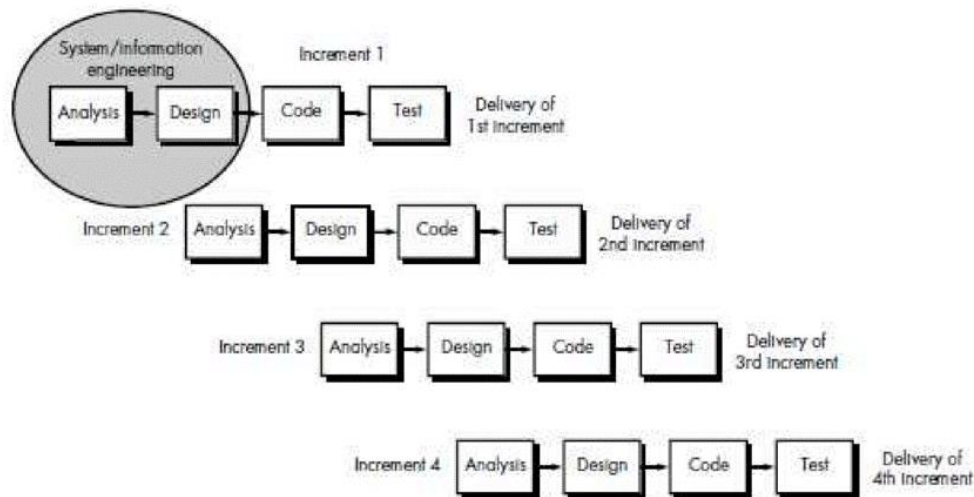 System/information
engineering
Increment 1
Analysis
Design
Code
Test
Delivery of
1st increment
Increment 2
Analysis
Design
Code
Test
Delivery of
2nd increment
Increment 3
Analysis
Design
Code
Test
Delivery of
3rd increment
Increment 4
Analysis
Design
Code
Test
Delivery of
4th increment